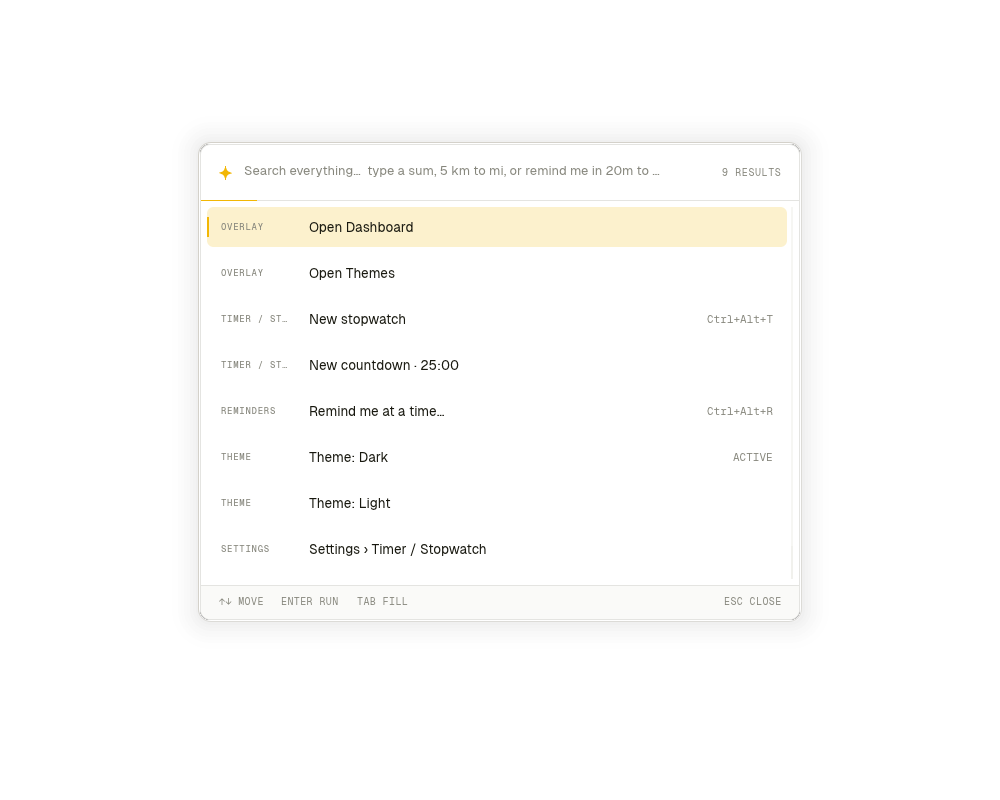 Search everything… type a sum, 5 km to mi, or remind me in 20m to … 9 RESULTS
OVERLAY Open Dashboard
OVERLAY Open Themes
TIMER / ST… New stopwatch Ctrl+Alt+T
TIMER / ST… New countdown · 25:00
REMINDERS Remind me at a time… Ctrl+Alt+R
THEME Theme: Dark ACTIVE
THEME Theme: Light
SETTINGS Settings › Timer / Stopwatch
↑↓ MOVE ENTER RUN TAB FILL ESC CLOSE